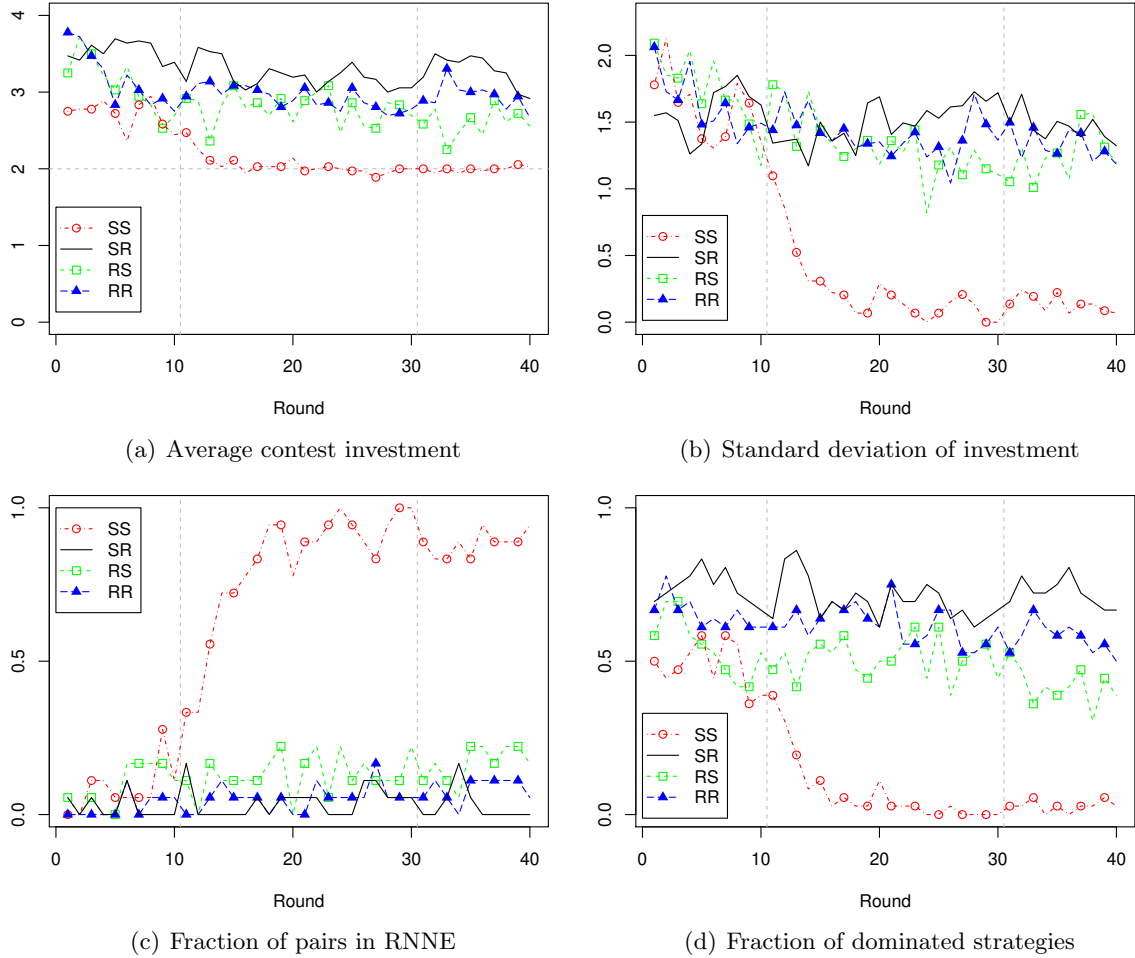 4
3
2
1
0
SS
SR
RS
RR
0 10 20 30 40
Round
(a) Average contest investment
2.0
1.5
1.0
0.5
0.0
SS
SR
RS
RR
0 10 20 30 40
Round
(b) Standard deviation of investment
1.0
0.5
0.0
SS
SR
RS
RR
0 10 20 30 40
Round
(c) Fraction of pairs in RNNE
1.0
0.5
0.0
SS
SR
RS
RR
0 10 20 30 40
Round
(d) Fraction of dominated strategies